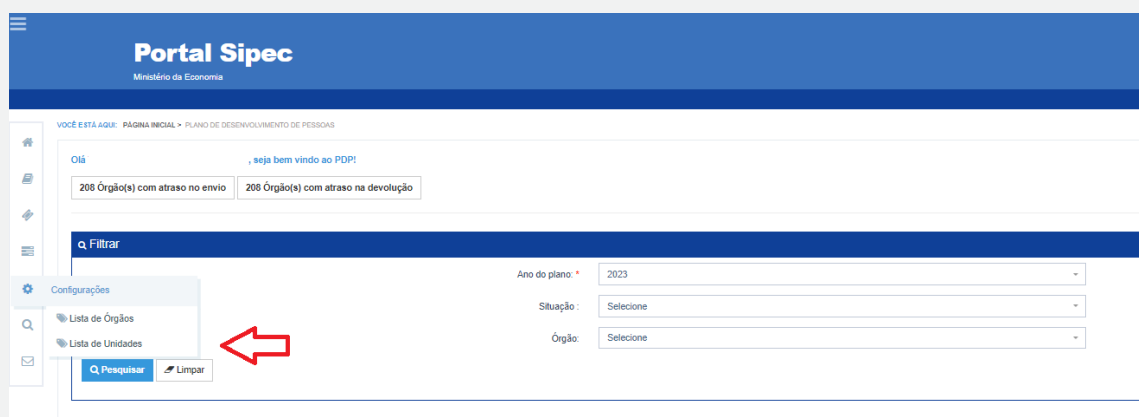 Portal Sipec
Ministério da Economia
VOCÊ ESTÁ AQUI: PÁGINA INICIAL > PLANO DE DESENVOLVIMENTO DE PESSOAS
Olá , seja bem vindo ao PDP!
208 Órgão(s) com atraso no envio 208 Órgão(s) com atraso na devolução
Filtrar
Ano do plano: * 2023
Configurações
Situação : Selecione
Lista de Órgãos
Órgão: Selecione
Lista de Unidades
Pesquisar Limpar